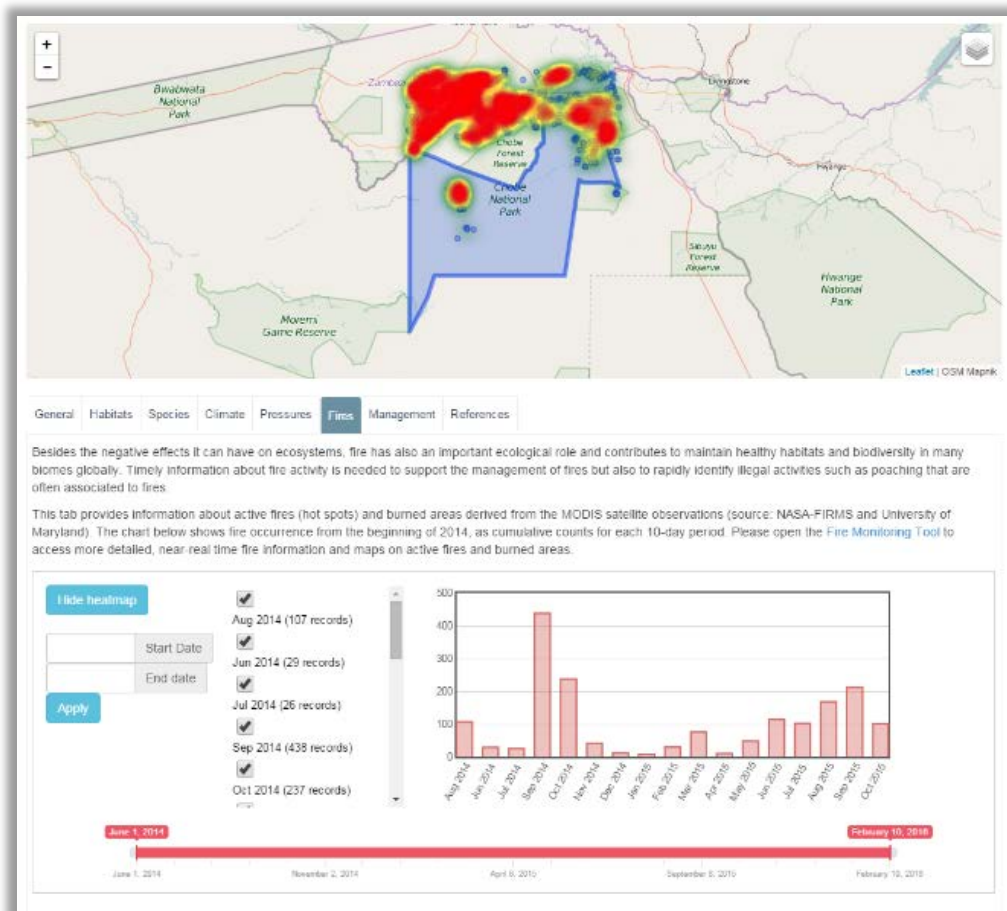 +
−
Bwabwata
National
Park
Livingstone
Chobe
Forest
Reserve
Chobe
National
Park
Hwange
Sibuyu
Forest
Reserve
Hwange
National
Park
Moremi
Game Reserve
Leaflet | OSM Mapnik
General Habitats Species Climate Pressures Fires Management References
Besides the negative effects it can have on ecosystems, fire has also an important ecological role and contributes to maintain healthy habitats and biodiversity in many
biomes globally. Timely information about fire activity is needed to support the management of fires but also to rapidly identify illegal activities such as poaching that are
often associated to fires.
This tab provides information about active fires (hot spots) and burned areas derived from the MODIS satellite observations (source: NASA-FIRMS and University of
Maryland). The chart below shows fire occurrence from the beginning of 2014, as cumulative counts for each 10-day period. Please open the Fire Monitoring Tool to
access more detailed, near-real time fire information and maps on active fires and burned areas.
Hide heatmap
Start Date
End date
Apply
Aug 2014 (107 records)
Jun 2014 (29 records)
Jul 2014 (26 records)
Sep 2014 (438 records)
Oct 2014 (237 records)
500
400
300
200
100
0
Aug 2014 Jun 2014 Jul 2014 Sep 2014 Oct 2014 Nov 2014 Dec 2014 Jan 2015 Feb 2015 Mar 2015 Apr 2015 May 2015 Jun 2015 Jul 2015 Aug 2015 Sep 2015 Oct 2015
June 1, 2014 February 10, 2016
June 1, 2014 November 2, 2014 April 6, 2015 September 8, 2015 February 10, 2016